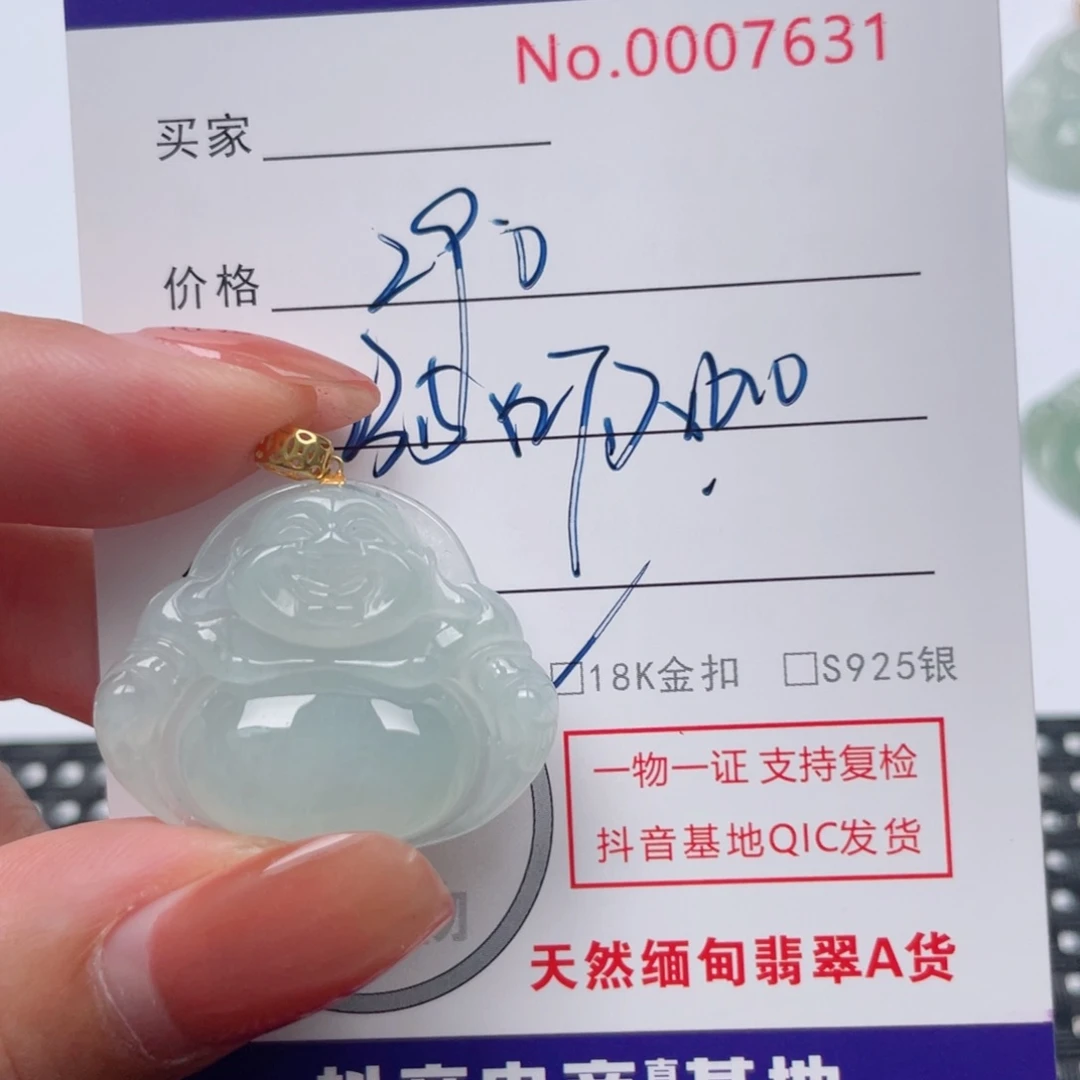 No.0007631
买家
价格
290
□18K金扣 □S925银
一物一证 支持复检
抖音基地QIC发货
天然缅甸翡翠A货